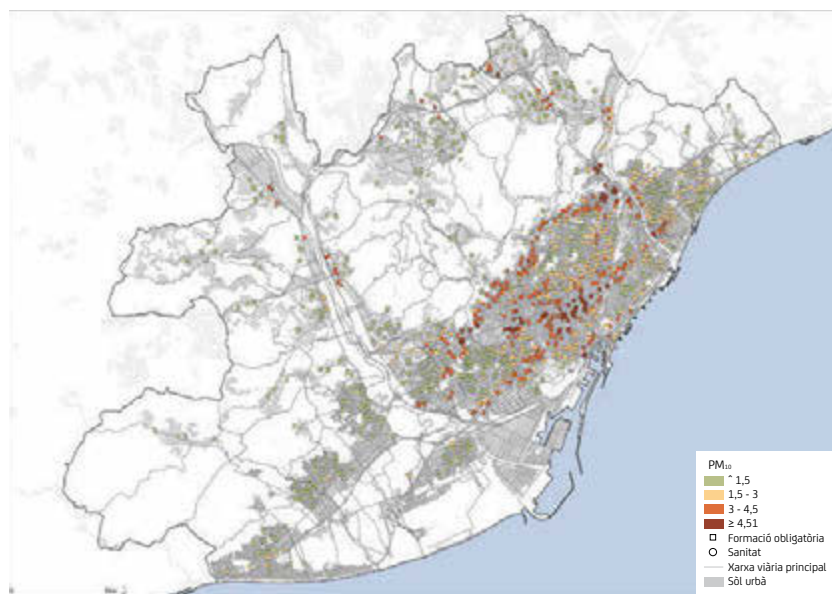 PM₁₀
ˆ 1,5
1,5 - 3
3 - 4,5
≥ 4,51
Formació obligatòria
Sanitat
Xarxa viària principal
Sòl urbà